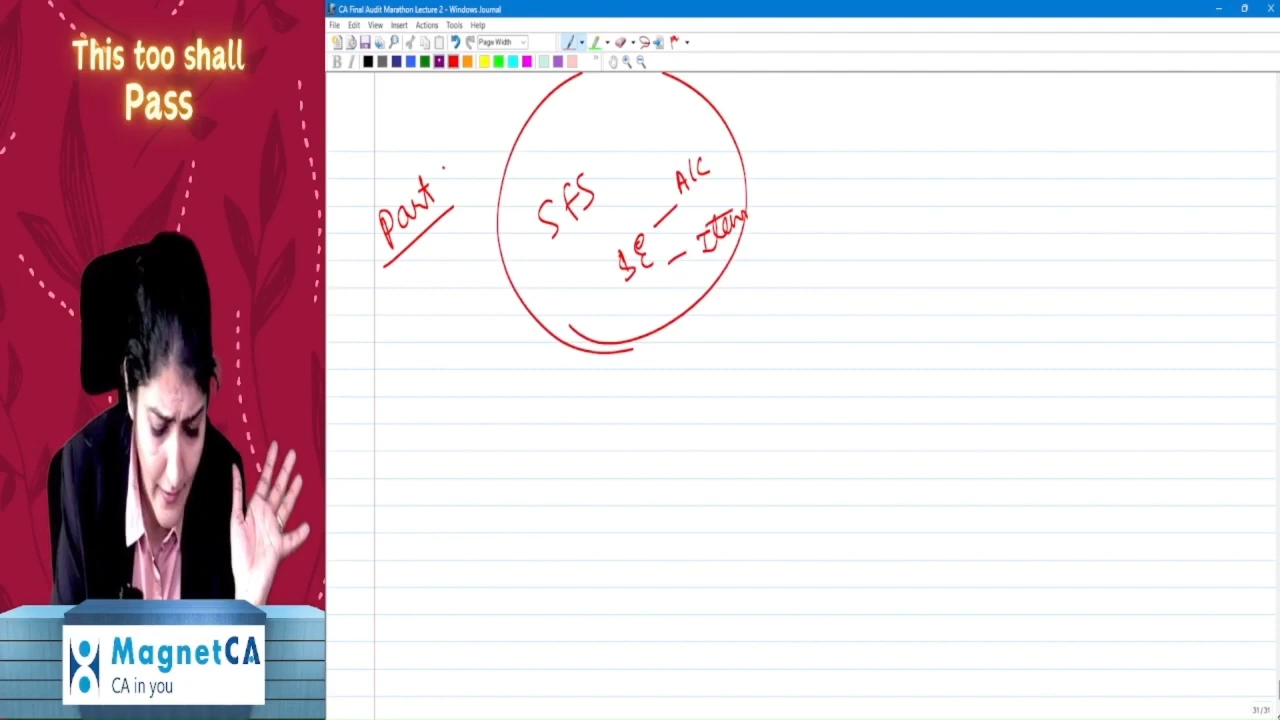 This too shall
Pass
CA Final Audit Marathon Lecture 2 - Windows Journal
File Edit View Insert Actions Tools Help
Page Width
B I
Part
SFS
A/C
SE
Item
MagnetCA
CA in you
31/31